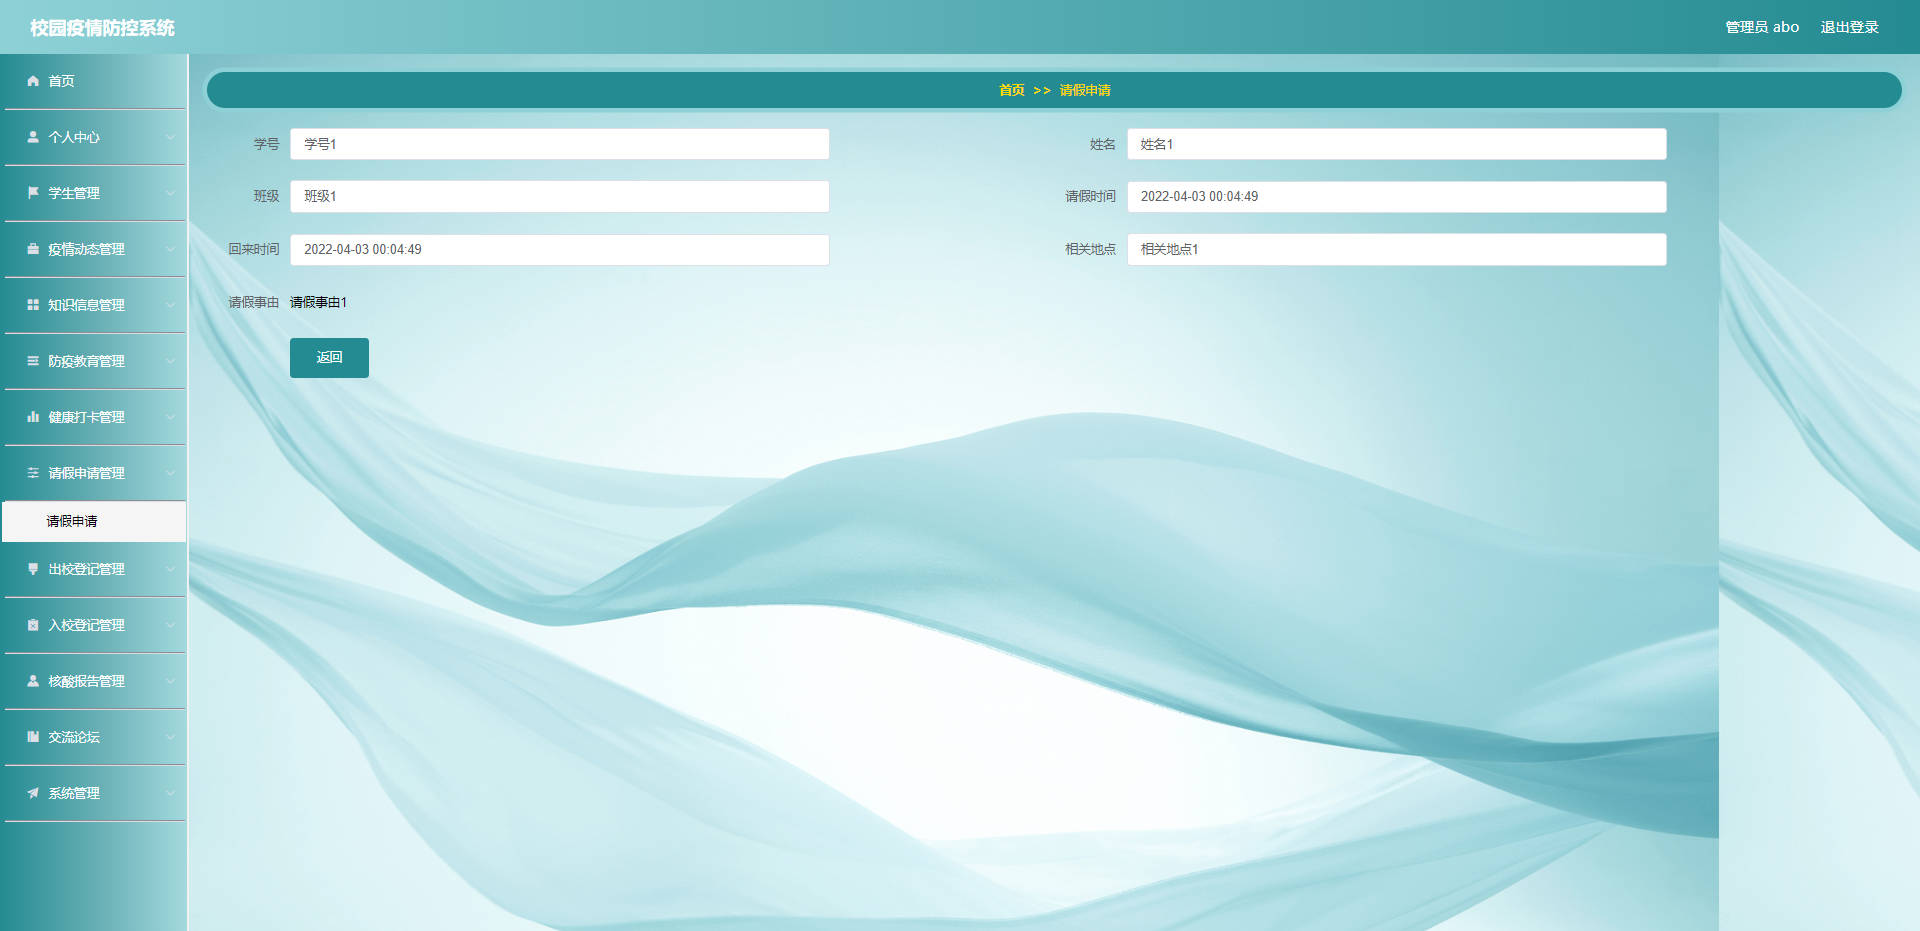 校园疫情防控系统
管理员 abo 退出登录
首页
个人中心
学生管理
疫情动态管理
知识信息管理
防疫教育管理
健康打卡管理
请假申请管理
请假申请
出校登记管理
入校登记管理
核酸报告管理
交流论坛
系统管理
首页 >> 请假申请
学号 学号1
姓名 姓名1
班级 班级1
请假时间 2022-04-03 00:04:49
回来时间 2022-04-03 00:04:49
相关地点 相关地点1
请假事由 请假事由1
返回